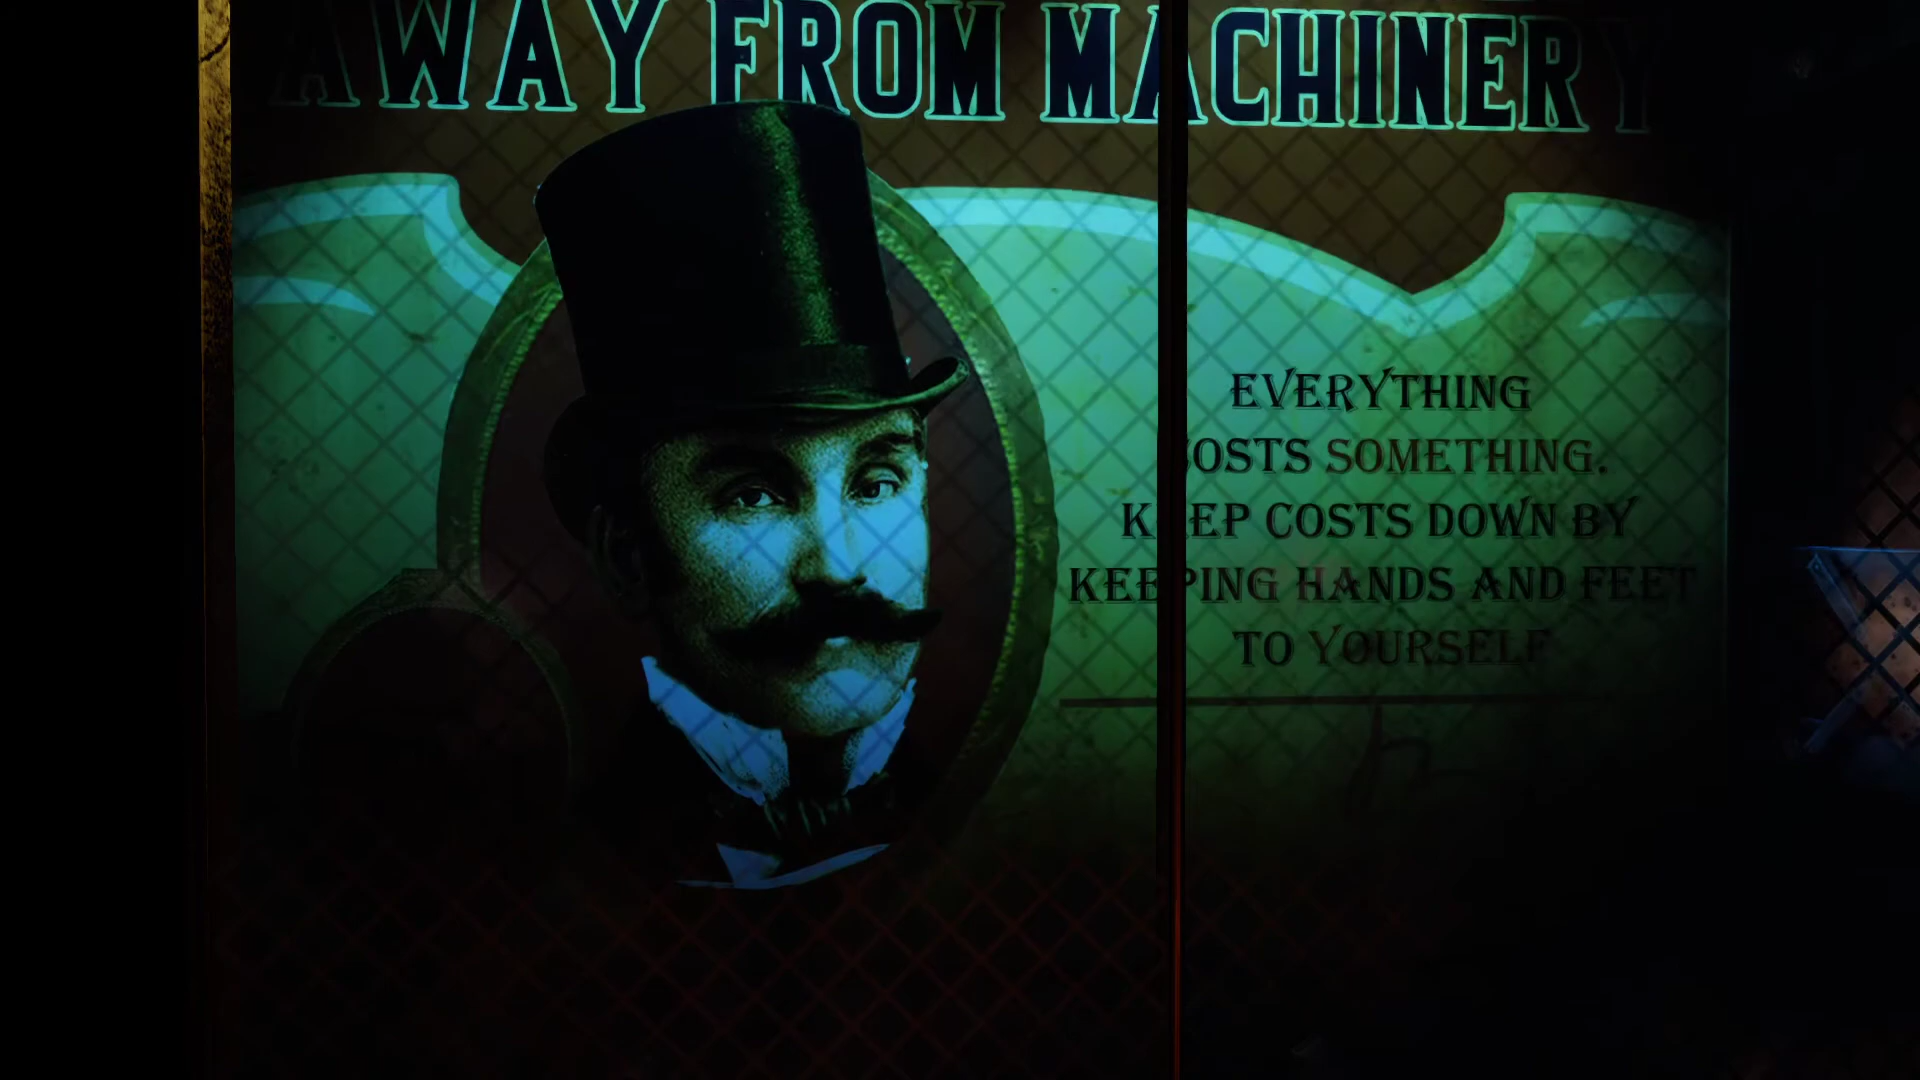 AWAY FROM MACHINERY
EVERYTHING
COSTS SOMETHING.
KEEP COSTS DOWN BY
KEEPING HANDS AND FEET
TO YOURSELF